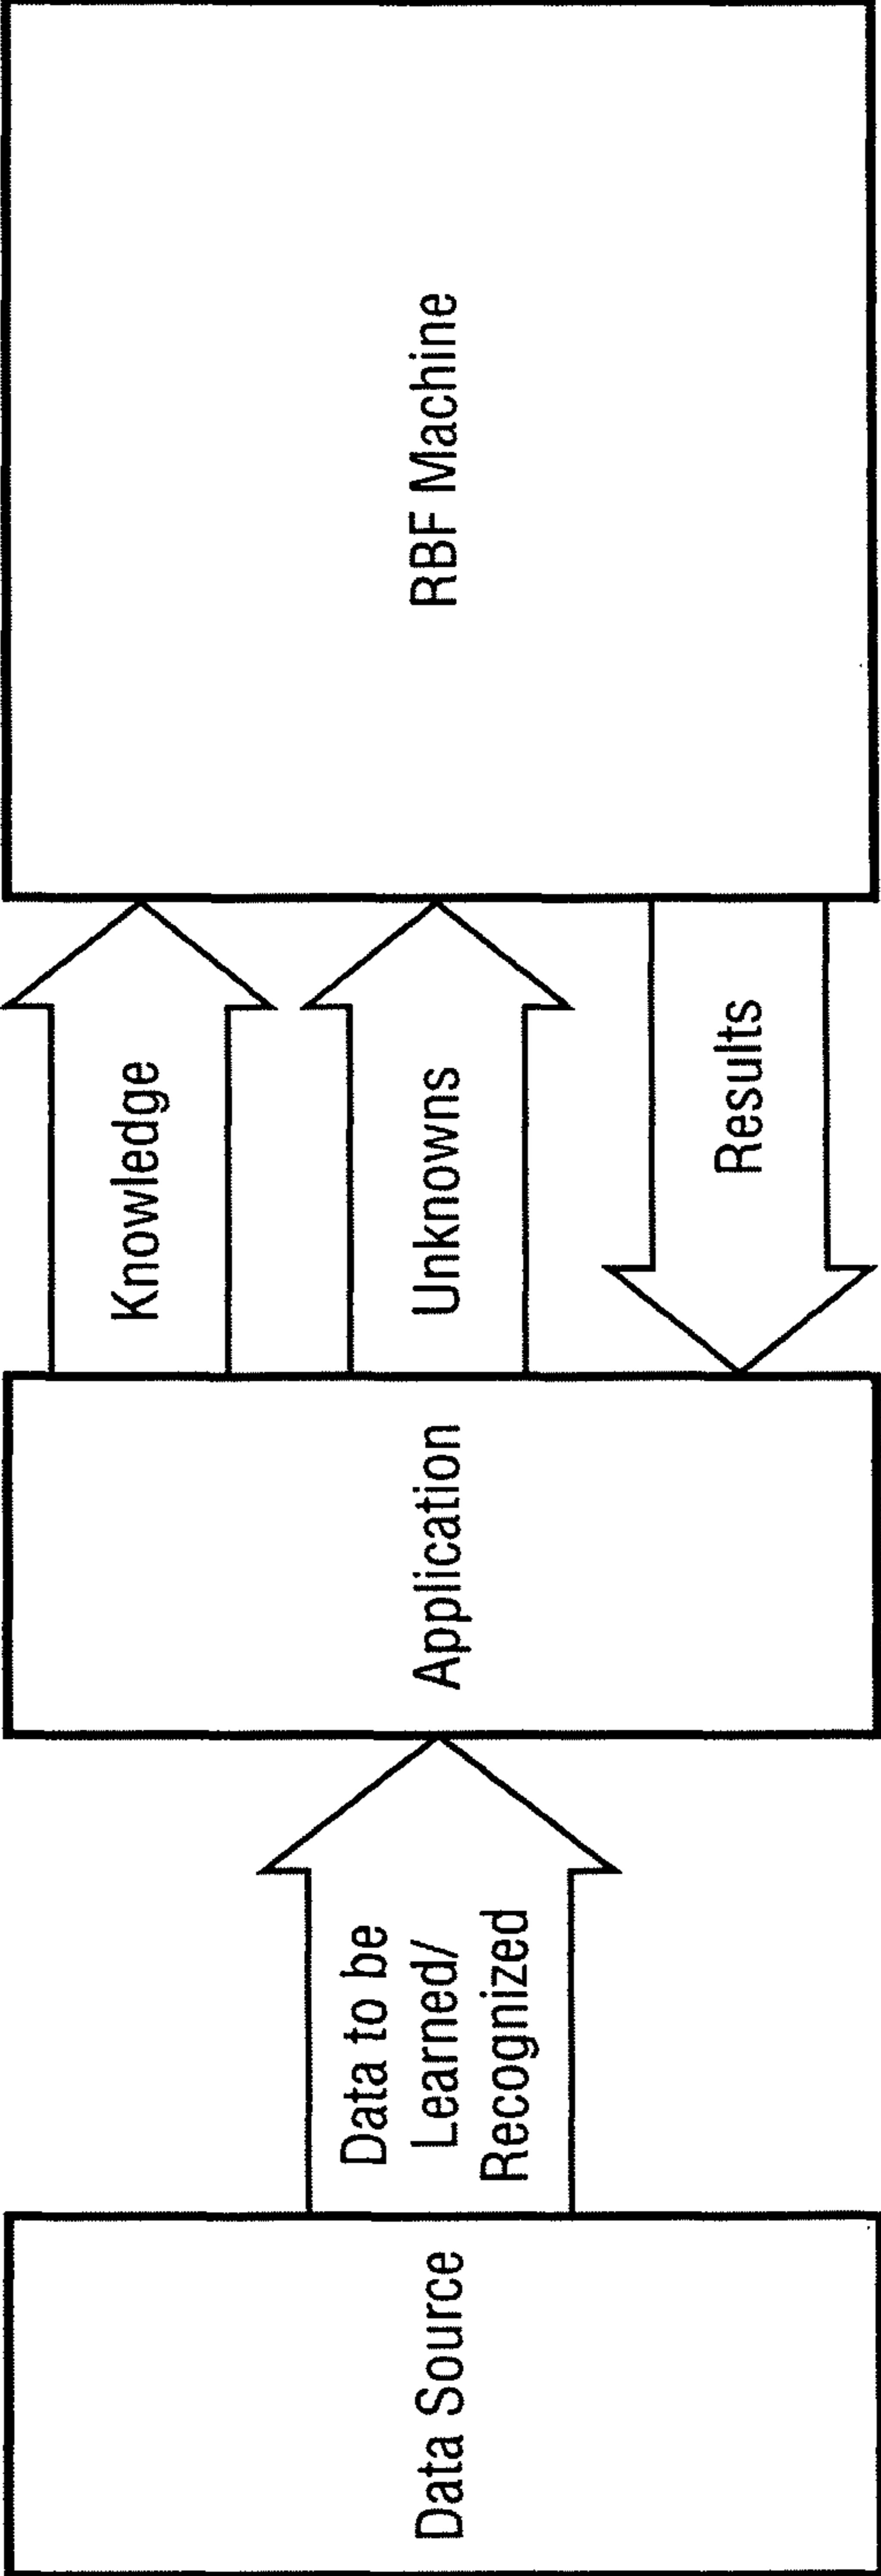 Data Source
Data to be
Learned/
Recognized
Application
Knowledge
Unknowns
Results
RBF Machine